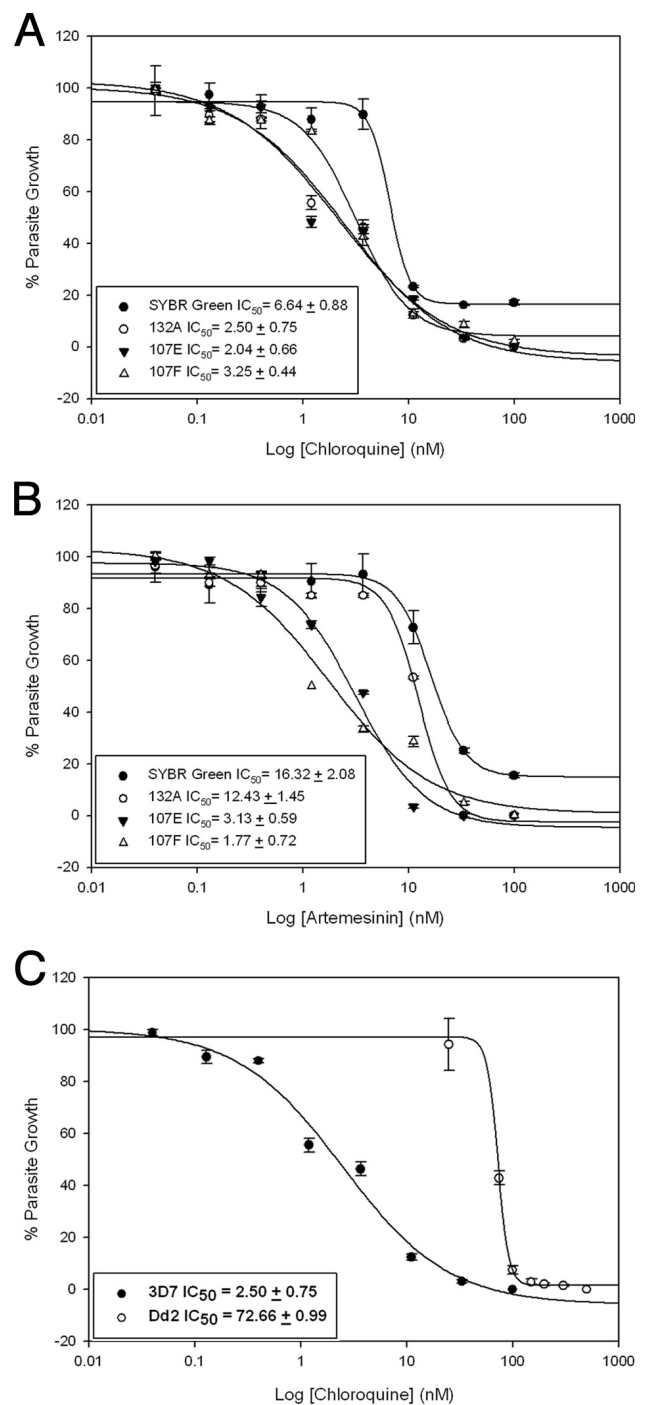 A
120
100
80
60
40
20
0
-20
% Parasite Growth
SYBR Green IC50= 6.64 ± 0.88
132A IC50= 2.50 ± 0.75
107E IC50= 2.04 ± 0.66
107F IC50= 3.25 ± 0.44
0.01 0.1 1 10 100 1000
Log [Chloroquine] (nM)
B
120
100
80
60
40
20
0
-20
% Parasite Growth
SYBR Green IC50= 16.32 ± 2.08
132A IC50= 12.43 ± 1.45
107E IC50= 3.13 ± 0.59
107F IC50= 1.77 ± 0.72
0.01 0.1 1 10 100 1000
Log [Artemesinin] (nM)
C
120
100
80
60
40
20
0
-20
% Parasite Growth
3D7 IC50 = 2.50 ± 0.75
Dd2 IC50 = 72.66 ± 0.99
0.01 0.1 1 10 100 1000
Log [Chloroquine] (nM)